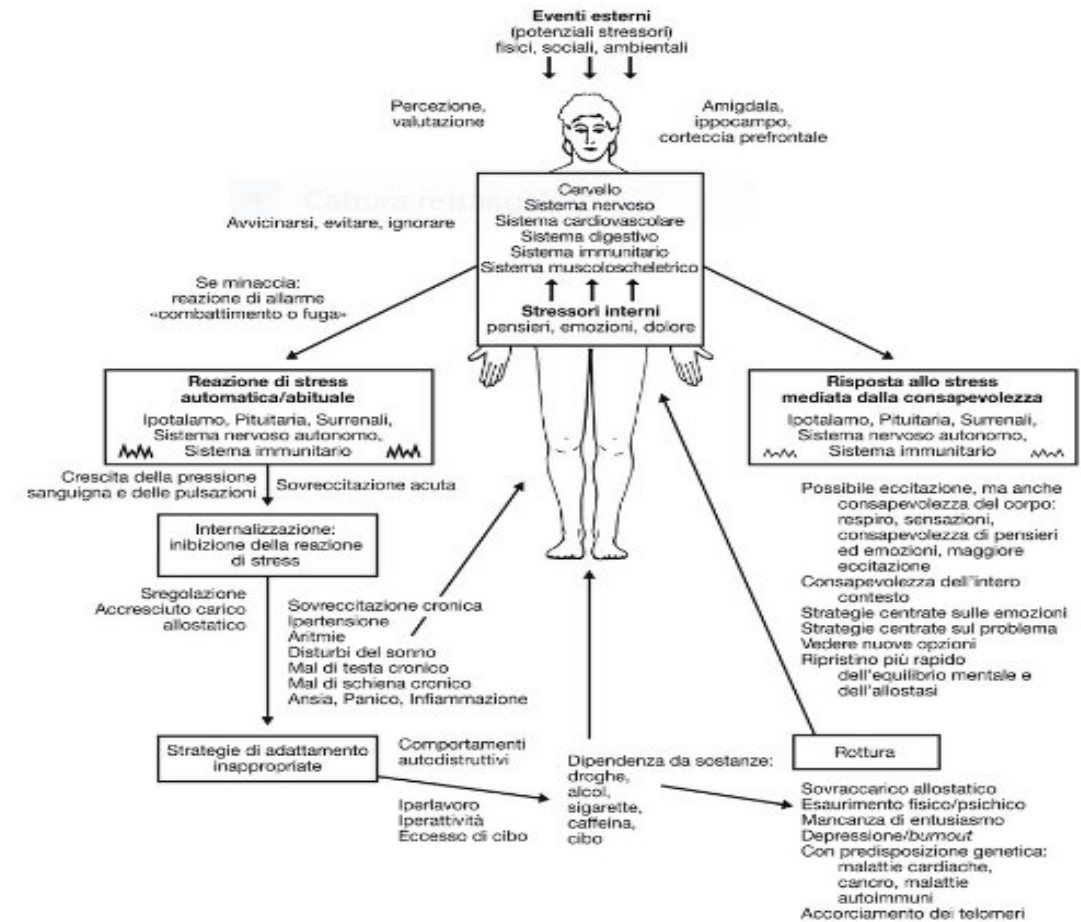 Eventi esterni
(potenziali stressori)
fisici, sociali, ambientali
Percezione,
valutazione
Amigdala,
ippocampo,
corteccia prefrontale
Cervello
Sistema nervoso
Sistema cardiovascolare
Sistema digestivo
Sistema immunitario
Sistema muscoloscheletrico
Stressori interni
pensieri, emozioni, dolore
Avvicinarsi, evitare, ignorare
Se minaccia:
reazione di allarme
«combattimento o fuga»
Reazione di stress
automatica/abituale
Ipotalamo, Pituitaria, Surrenali,
Sistema nervoso autonomo,
Sistema immunitario
Risposta allo stress
mediata dalla consapevolezza
Ipotalamo, Pituitaria, Surrenali,
Sistema nervoso autonomo,
Sistema immunitario
Crescita della pressione
sanguigna e delle pulsazioni
Sovreccitazione acuta
Internalizzazione:
inibizione della reazione
di stress
Sregolazione
Accresciuto carico
allostatico
Sovreccitazione cronica
Ipertensione
Aritmie
Disturbi del sonno
Mal di testa cronico
Mal di schiena cronico
Ansia, Panico, Infiammazione
Possibile eccitazione, ma anche
consapevolezza del corpo:
respiro, sensazioni,
consapevolezza di pensieri
ed emozioni, maggiore
eccitazione
Consapevolezza dell'intero
contesto
Strategie centrate sulle emozioni
Strategie centrate sul problema
Vedere nuove opzioni
Ripristino più rapido
dell'equilibrio mentale e
dell'allostasi
Strategie di adattamento
inappropriate
Comportamenti
autodistruttivi
Iperlavoro
Iperattività
Eccesso di cibo
Dipendenza da sostanze:
droghe,
alcol,
sigarette,
caffeina,
cibo
Rottura
Sovraccarico allostatico
Esaurimento fisico/psichico
Mancanza di entusiasmo
Depressione/burnout
Con predisposizione genetica:
malattie cardiache,
cancro, malattie
autoimmuni
Accorciamento dei telomeri